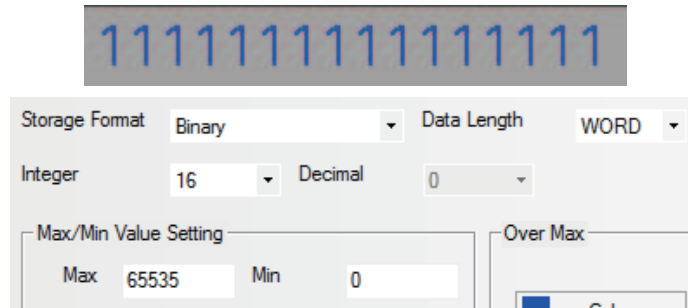 1111111111111111
Storage Format Binary Data Length WORD
Integer 16 Decimal 0
Max/Min Value Setting Over Max
Max 65535 Min 0